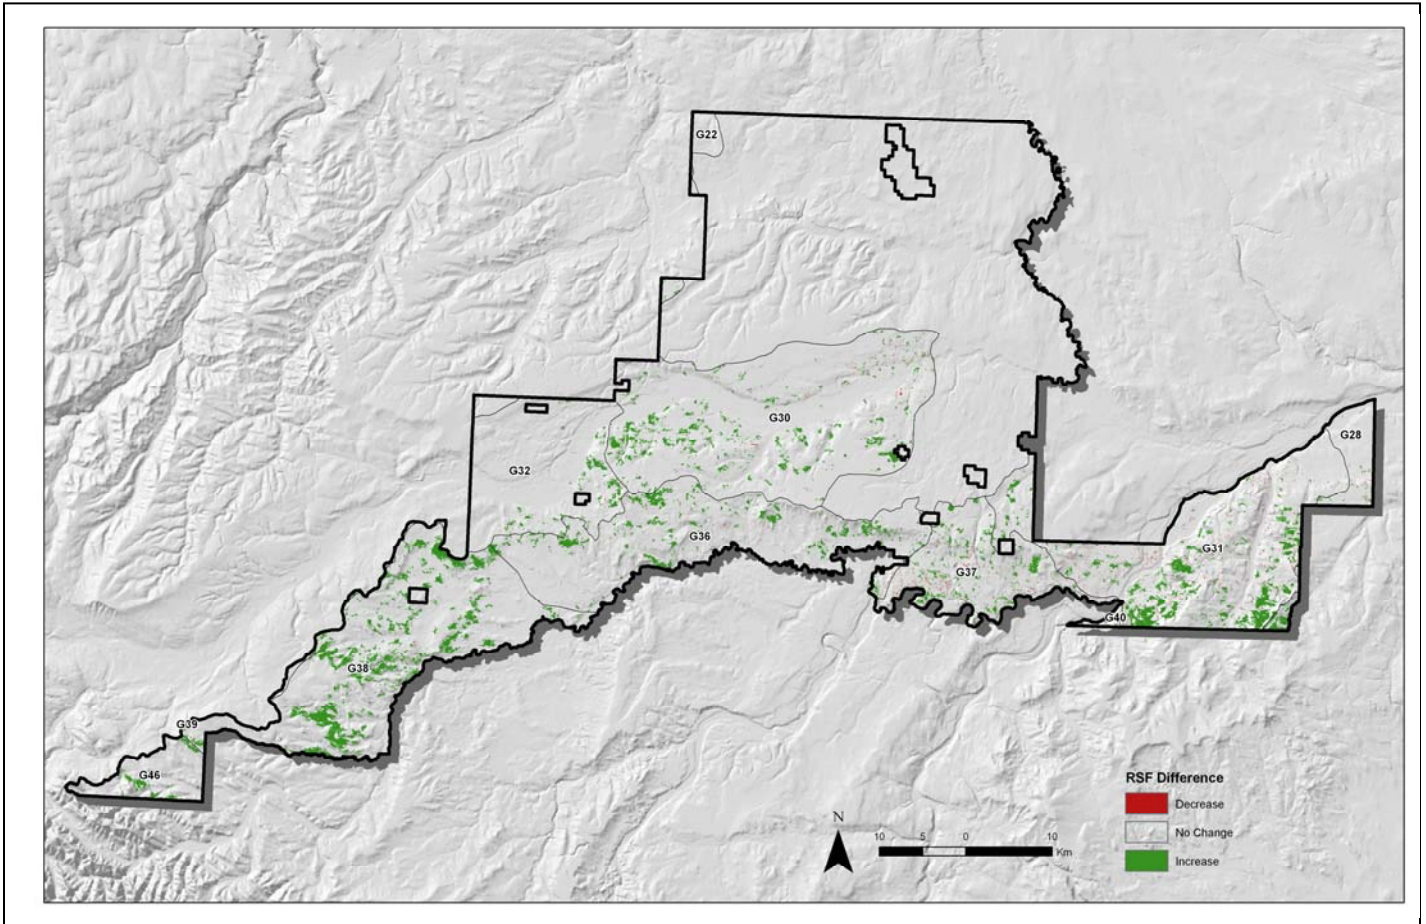 G22
G30
G28
G32
G36
G31
G37
G40
G38
G39
G46
RSF Difference
Decrease
No Change
Increase
N
10 5 0 10
Km